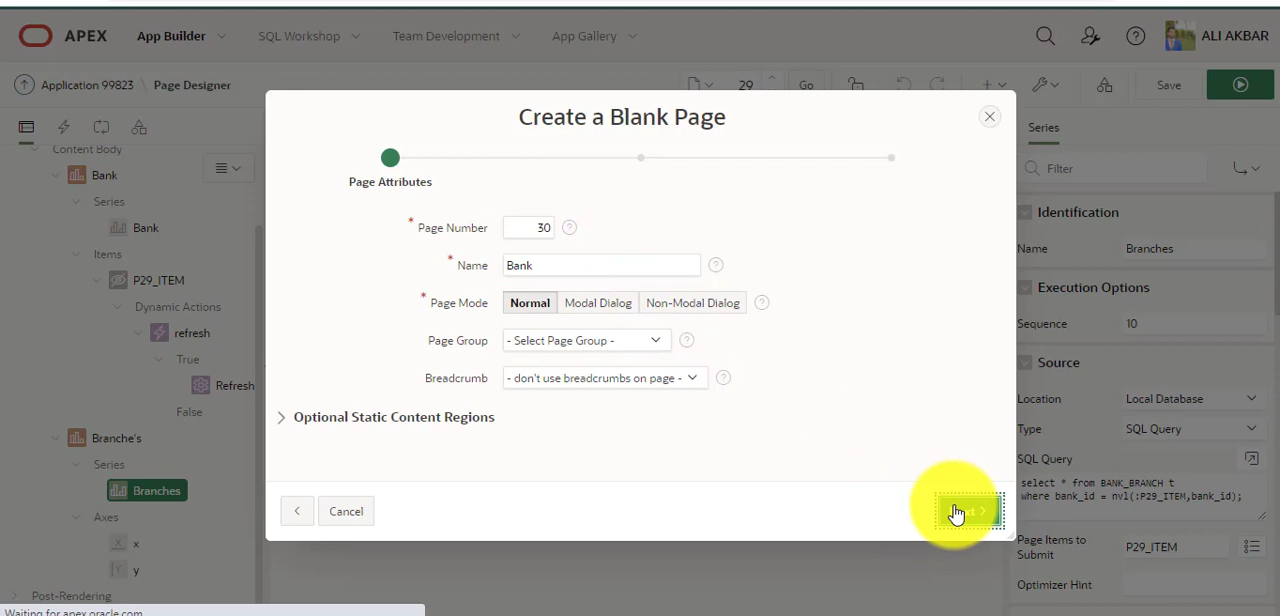 APEX App Builder SQL Workshop Team Development App Gallery ALI AKBAR
Application 99823 \ Page Designer 29 Go Save
Create a Blank Page
Page Attributes
* Page Number 30
* Name Bank
* Page Mode Normal Modal Dialog Non-Modal Dialog
Page Group - Select Page Group -
Breadcrumb - don't use breadcrumbs on page -
Optional Static Content Regions
Cancel
Content Body
Bank
Series
Bank
Items
P29_ITEM
Dynamic Actions
refresh
True
Refresh
False
Branche's
Series
Branches
Axes
x
y
Post-Rendering
Waiting for apex.oracle.com
Series
Filter
Identification
Name Branches
Execution Options
Sequence 10
Source
Location Local Database
Type SQL Query
SQL Query
select * from BANK_BRANCH t
where bank_id = nvl(:P29_ITEM,bank_id);
Page Items to
Submit P29_ITEM
Optimizer Hint